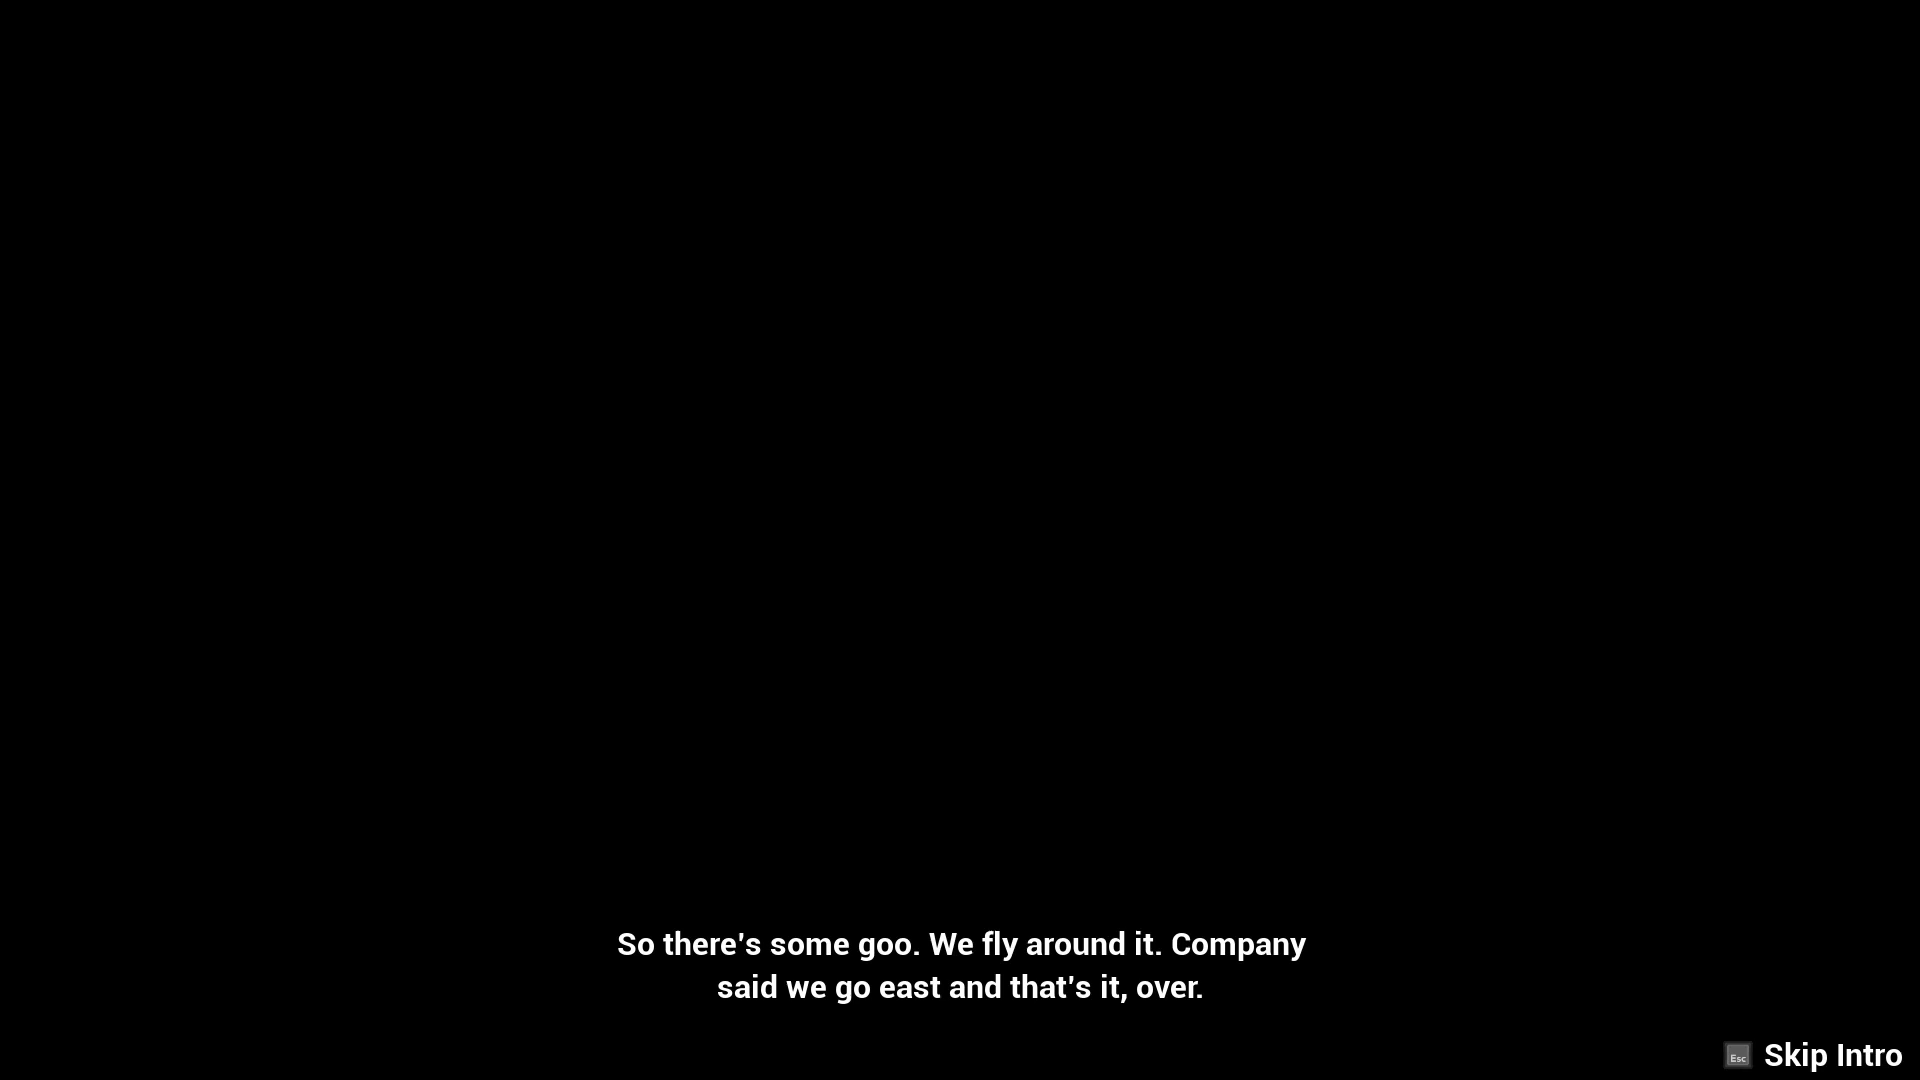 So there's some goo. We fly around it. Company
said we go east and that's it, over.
Esc Skip Intro